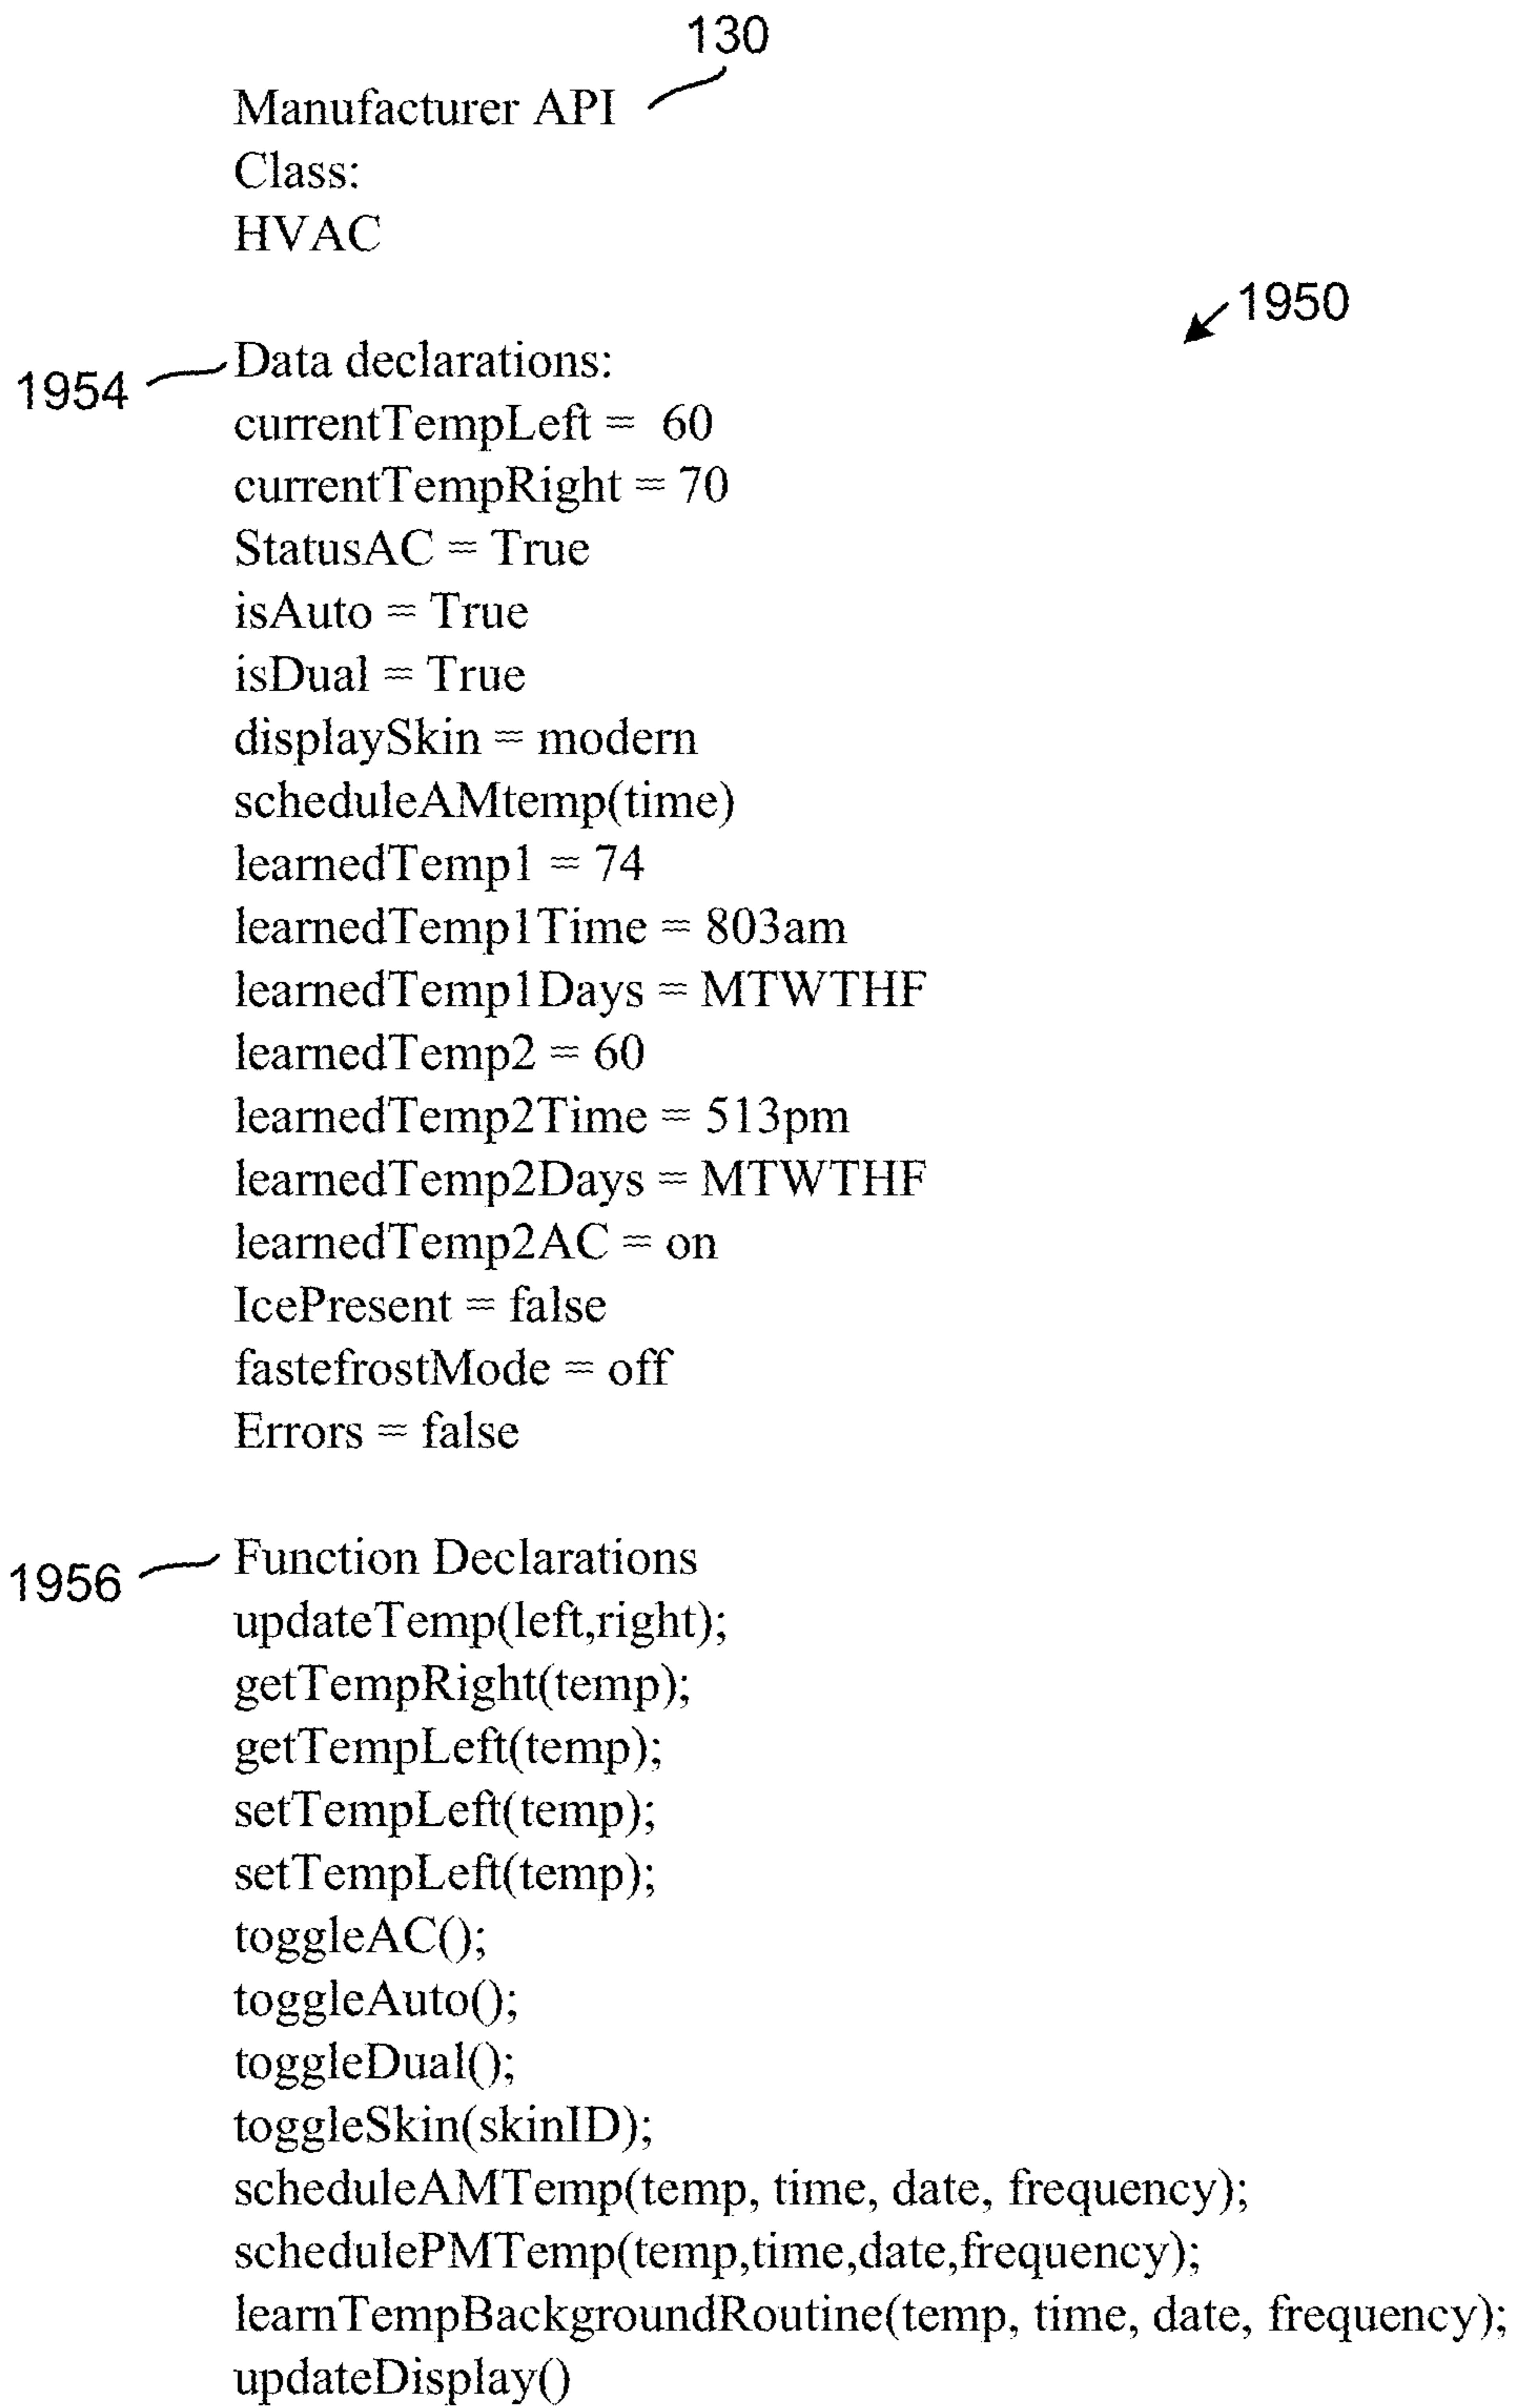 130
Manufacturer API
Class:
HVAC
1950
1954
Data declarations:
currentTempLeft = 60
currentTempRight = 70
StatusAC = True
isAuto = True
isDual = True
displaySkin = modern
scheduleAMtemp(time)
learnedTemp1 = 74
learnedTemp1Time = 803am
learnedTemp1Days = MTWTHF
learnedTemp2 = 60
learnedTemp2Time = 513pm
learnedTemp2Days = MTWTHF
learnedTemp2AC = on
IcePresent = false
fastefrostMode = off
Errors = false
1956
Function Declarations
updateTemp(left,right);
getTempRight(temp);
getTempLeft(temp);
setTempLeft(temp);
setTempLeft(temp);
toggleAC();
toggleAuto();
toggleDual();
toggleSkin(skinID);
scheduleAMTemp(temp, time, date, frequency);
schedulePMTemp(temp,time,date,frequency);
learnTempBackgroundRoutine(temp, time, date, frequency);
updateDisplay()